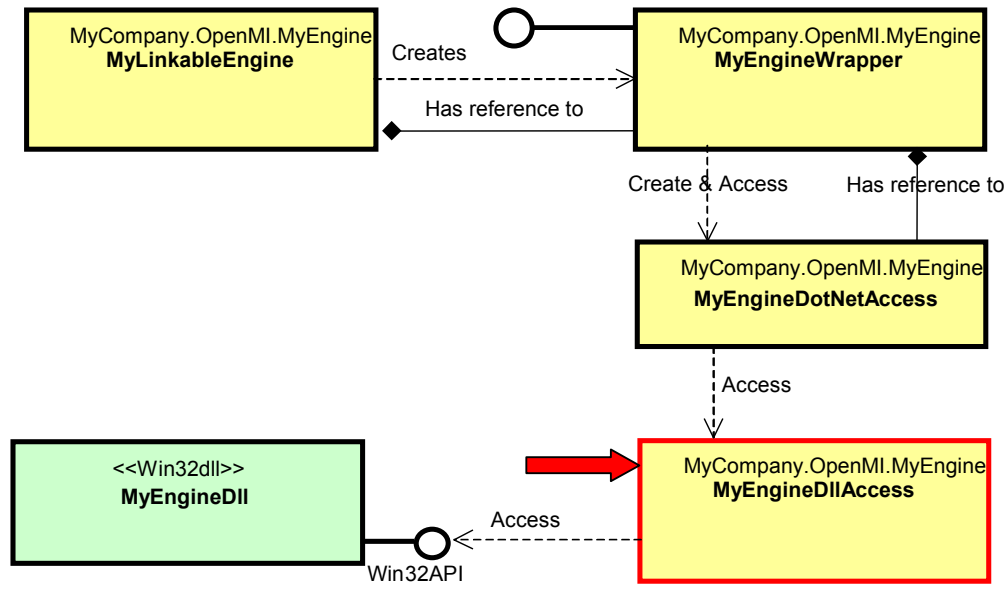 MyCompany.OpenMI.MyEngine
MyLinkableEngine
Creates
Has reference to
MyCompany.OpenMI.MyEngine
MyEngineWrapper
Create & Access
Has reference to
MyCompany.OpenMI.MyEngine
MyEngineDotNetAccess
Access
<<Win32dll>>
MyEngineDll
Win32API
Access
MyCompany.OpenMI.MyEngine
MyEngineDllAccess